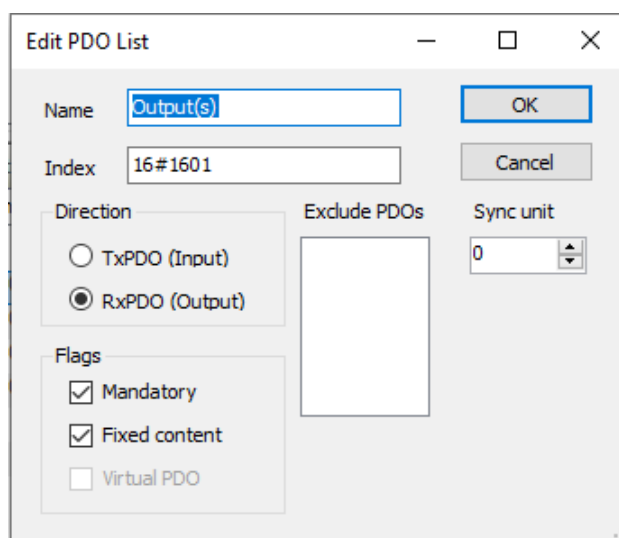 Edit PDO List
Name
Output(s)
OK
Index
16#1601
Cancel
Direction
Exclude PDOs
Sync unit
TxPDO (Input)
0
RxPDO (Output)
Flags
Mandatory
Fixed content
Virtual PDO